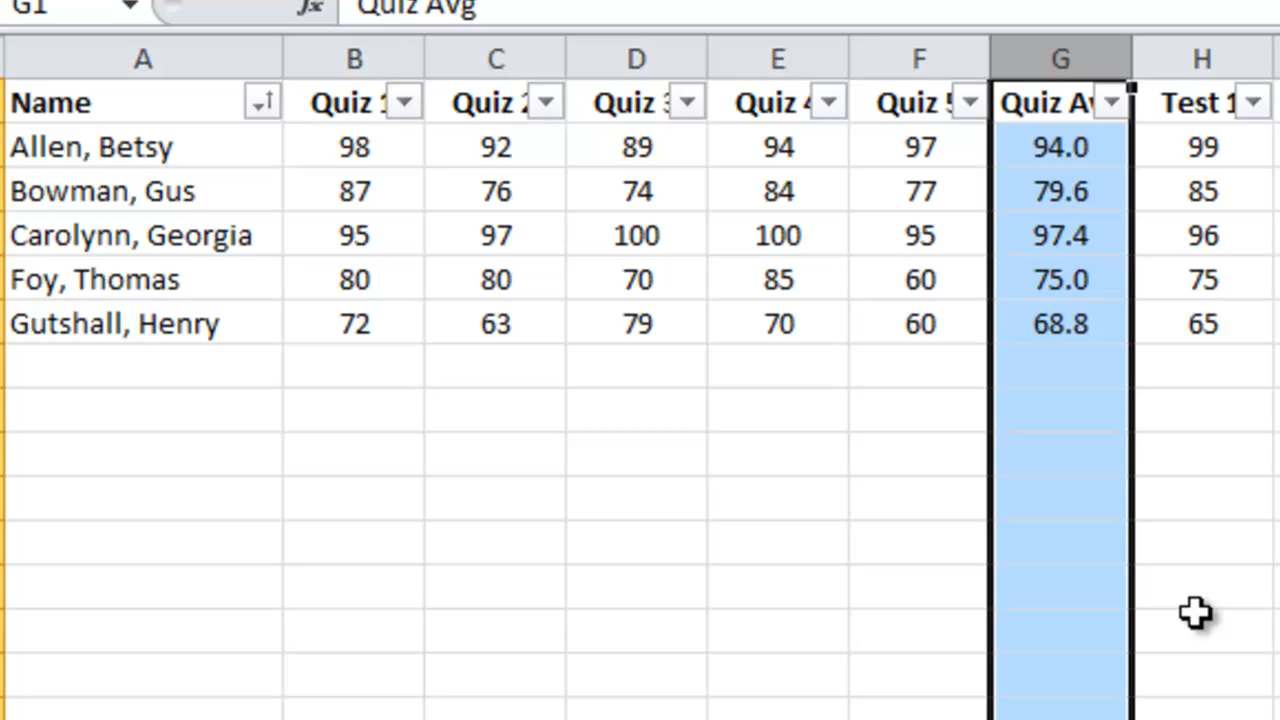 G1 fx Quiz Avg
A B C D E F G H
Name Quiz 1 Quiz 2 Quiz 3 Quiz 4 Quiz 5 Quiz Av Test 1
Allen, Betsy 98 92 89 94 97 94.0 99
Bowman, Gus 87 76 74 84 77 79.6 85
Carolynn, Georgia 95 97 100 100 95 97.4 96
Foy, Thomas 80 80 70 85 60 75.0 75
Gutshall, Henry 72 63 79 70 60 68.8 65